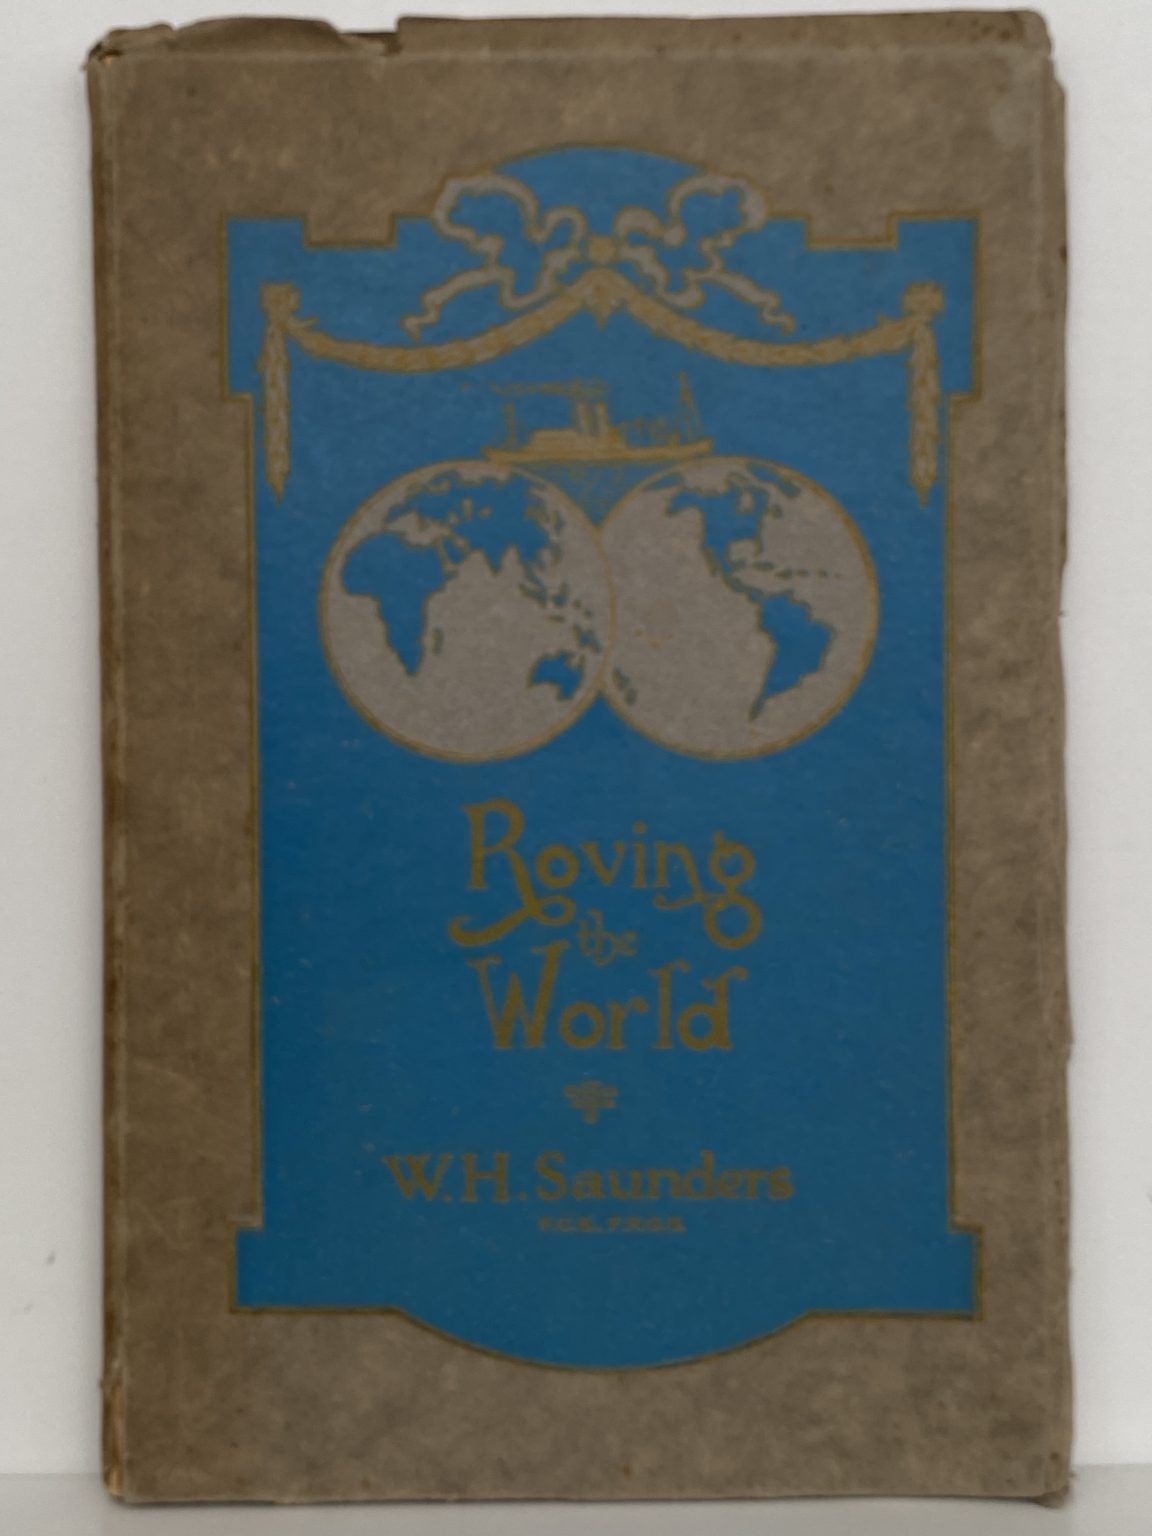 Roving
the
World
W.H. Saunders